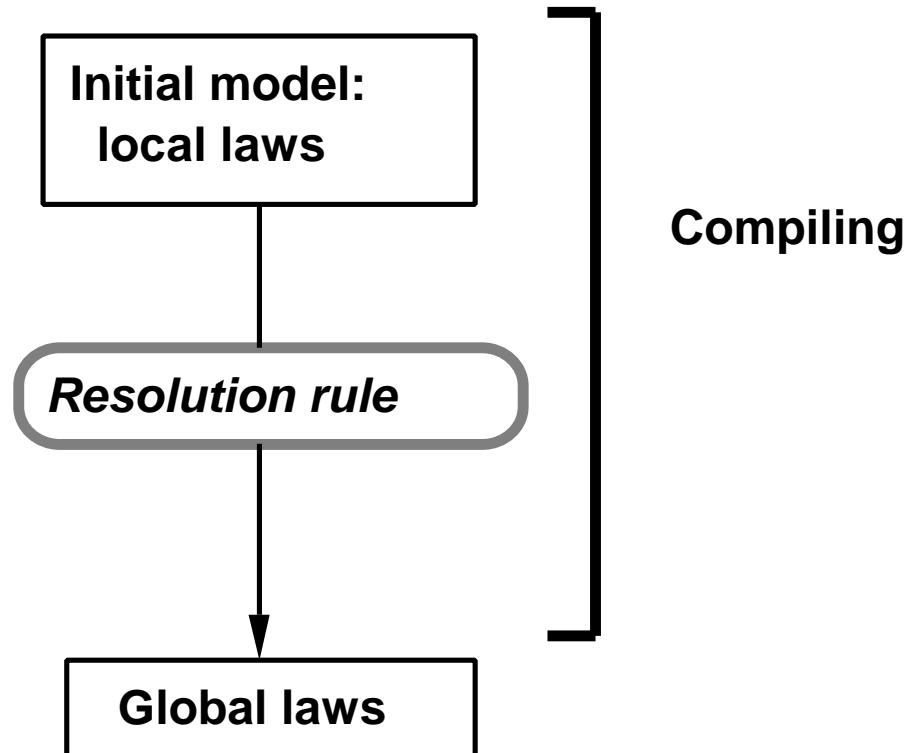 Initial model:
local laws
Compiling
Resolution rule
Global laws